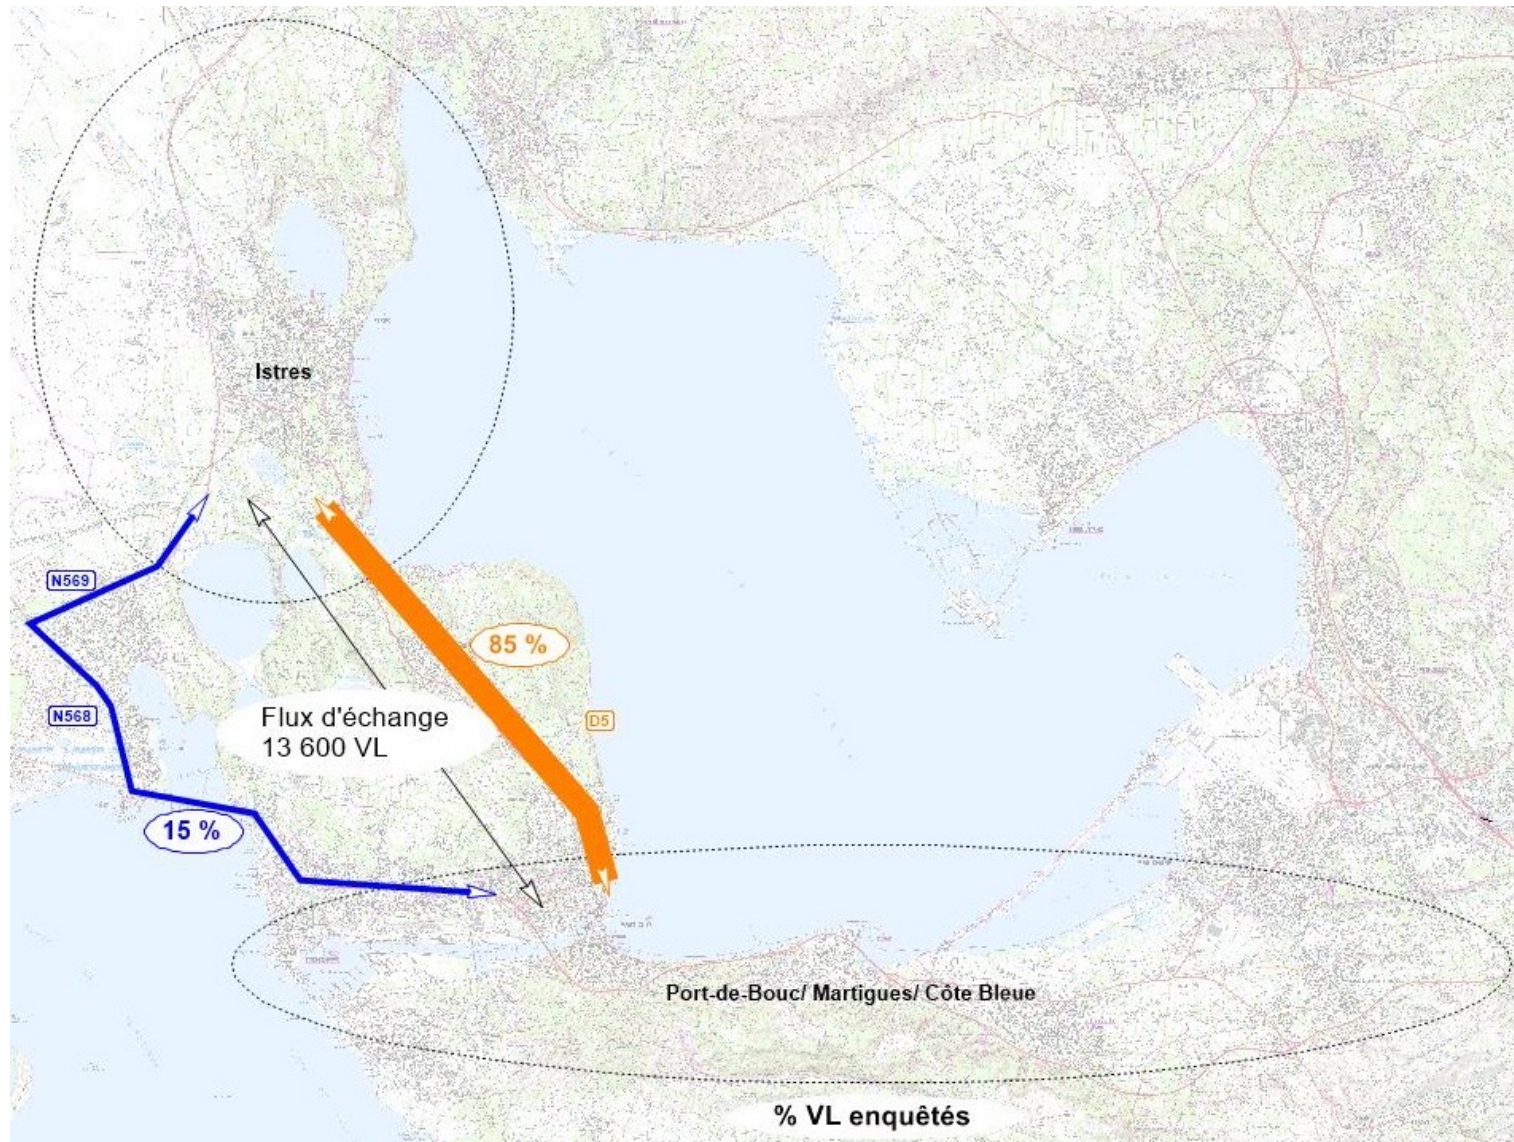 Istres
N569
85 %
N568
Flux d'échange
13 600 VL
D5
15 %
Port-de-Bouc/ Martigues/ Côte Bleue
% VL enquêtés